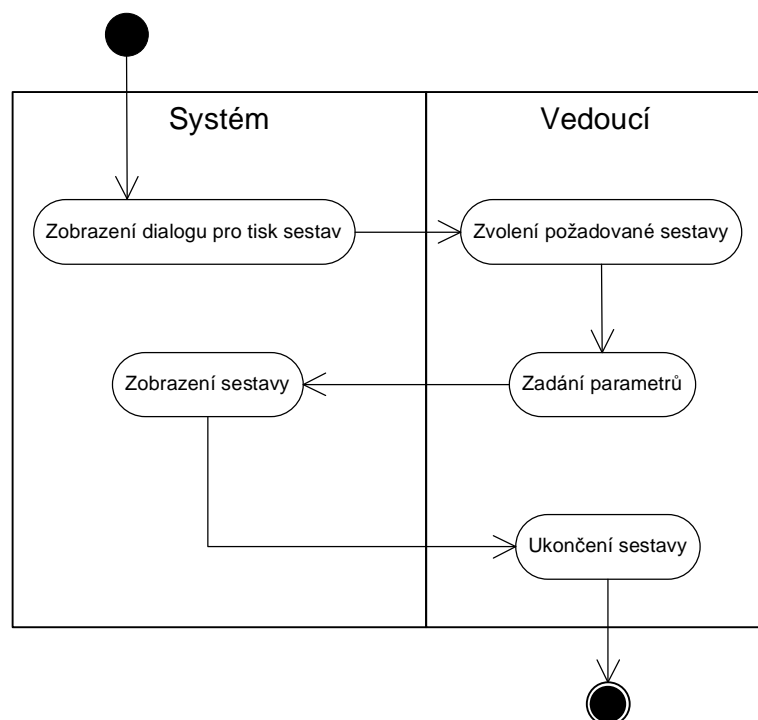 Systém
Vedoucí
Zobrazení dialogu pro tisk sestav
Zvolení požadované sestavy
Zobrazení sestavy
Zadání parametrů
Ukončení sestavy